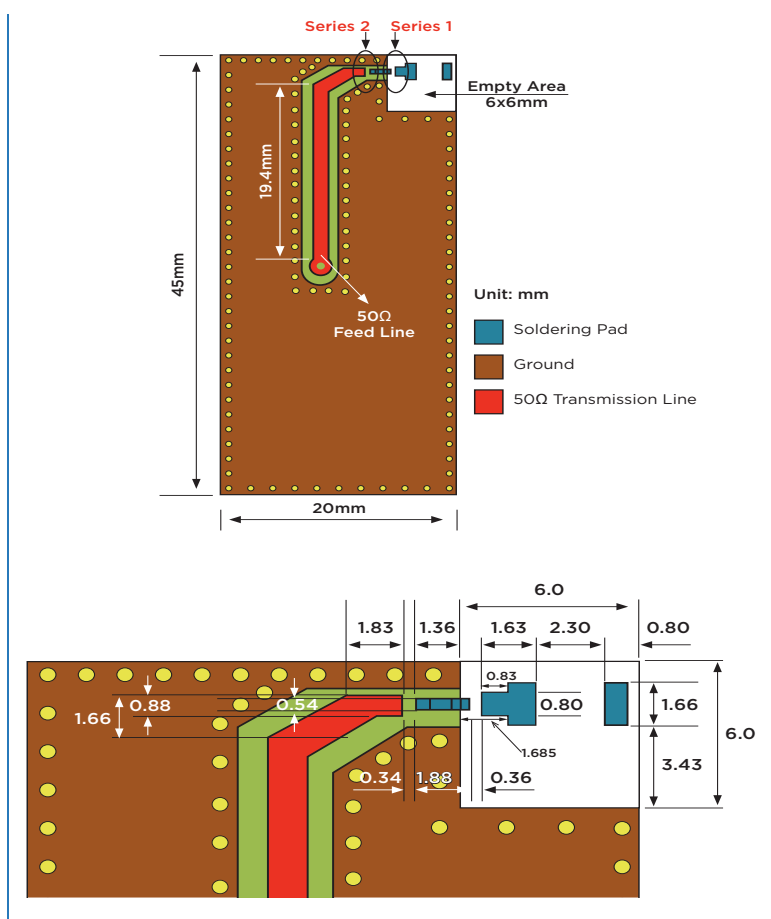 Series 2 Series 1
Empty Area
6x6mm
19.4mm
45mm
50Ω
Feed Line
Unit: mm
Soldering Pad
Ground
50Ω Transmission Line
20mm
6.0
1.83 1.36 1.63 2.30 0.80
0.83
0.88 0.54 0.80 1.66
1.66
6.0
1.685
3.43
0.34 1.88 0.36